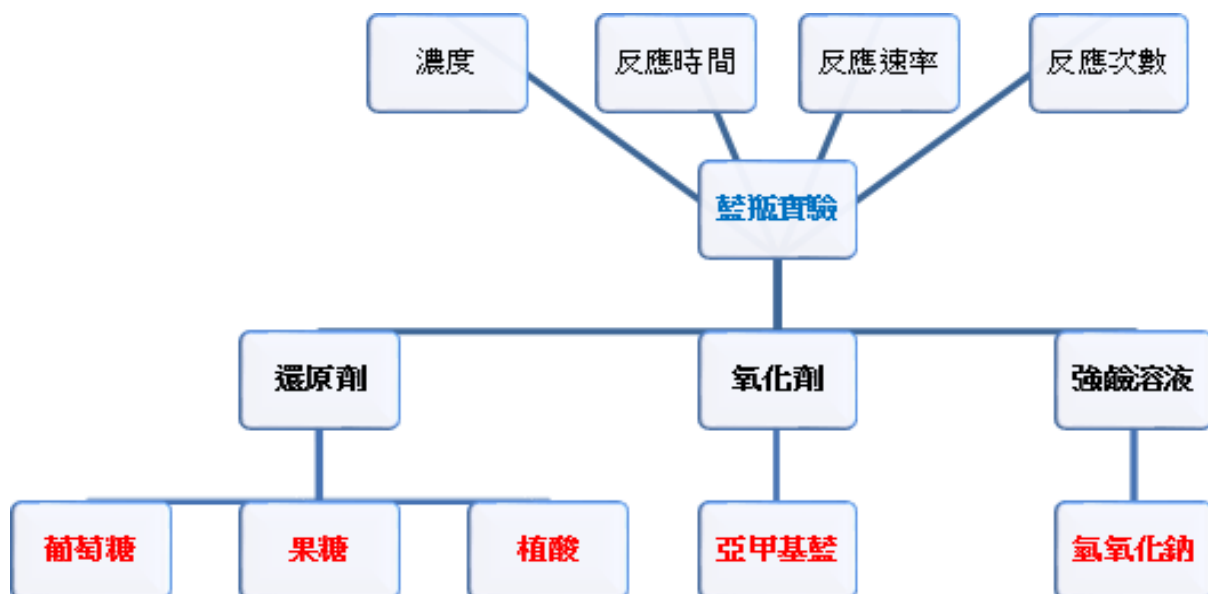 濃度
反應時間
反應速率
反應次數
藍瓶實驗
還原劑
氧化劑
強鹼溶液
葡萄糖
果糖
植酸
亞甲基藍
氫氧化鈉